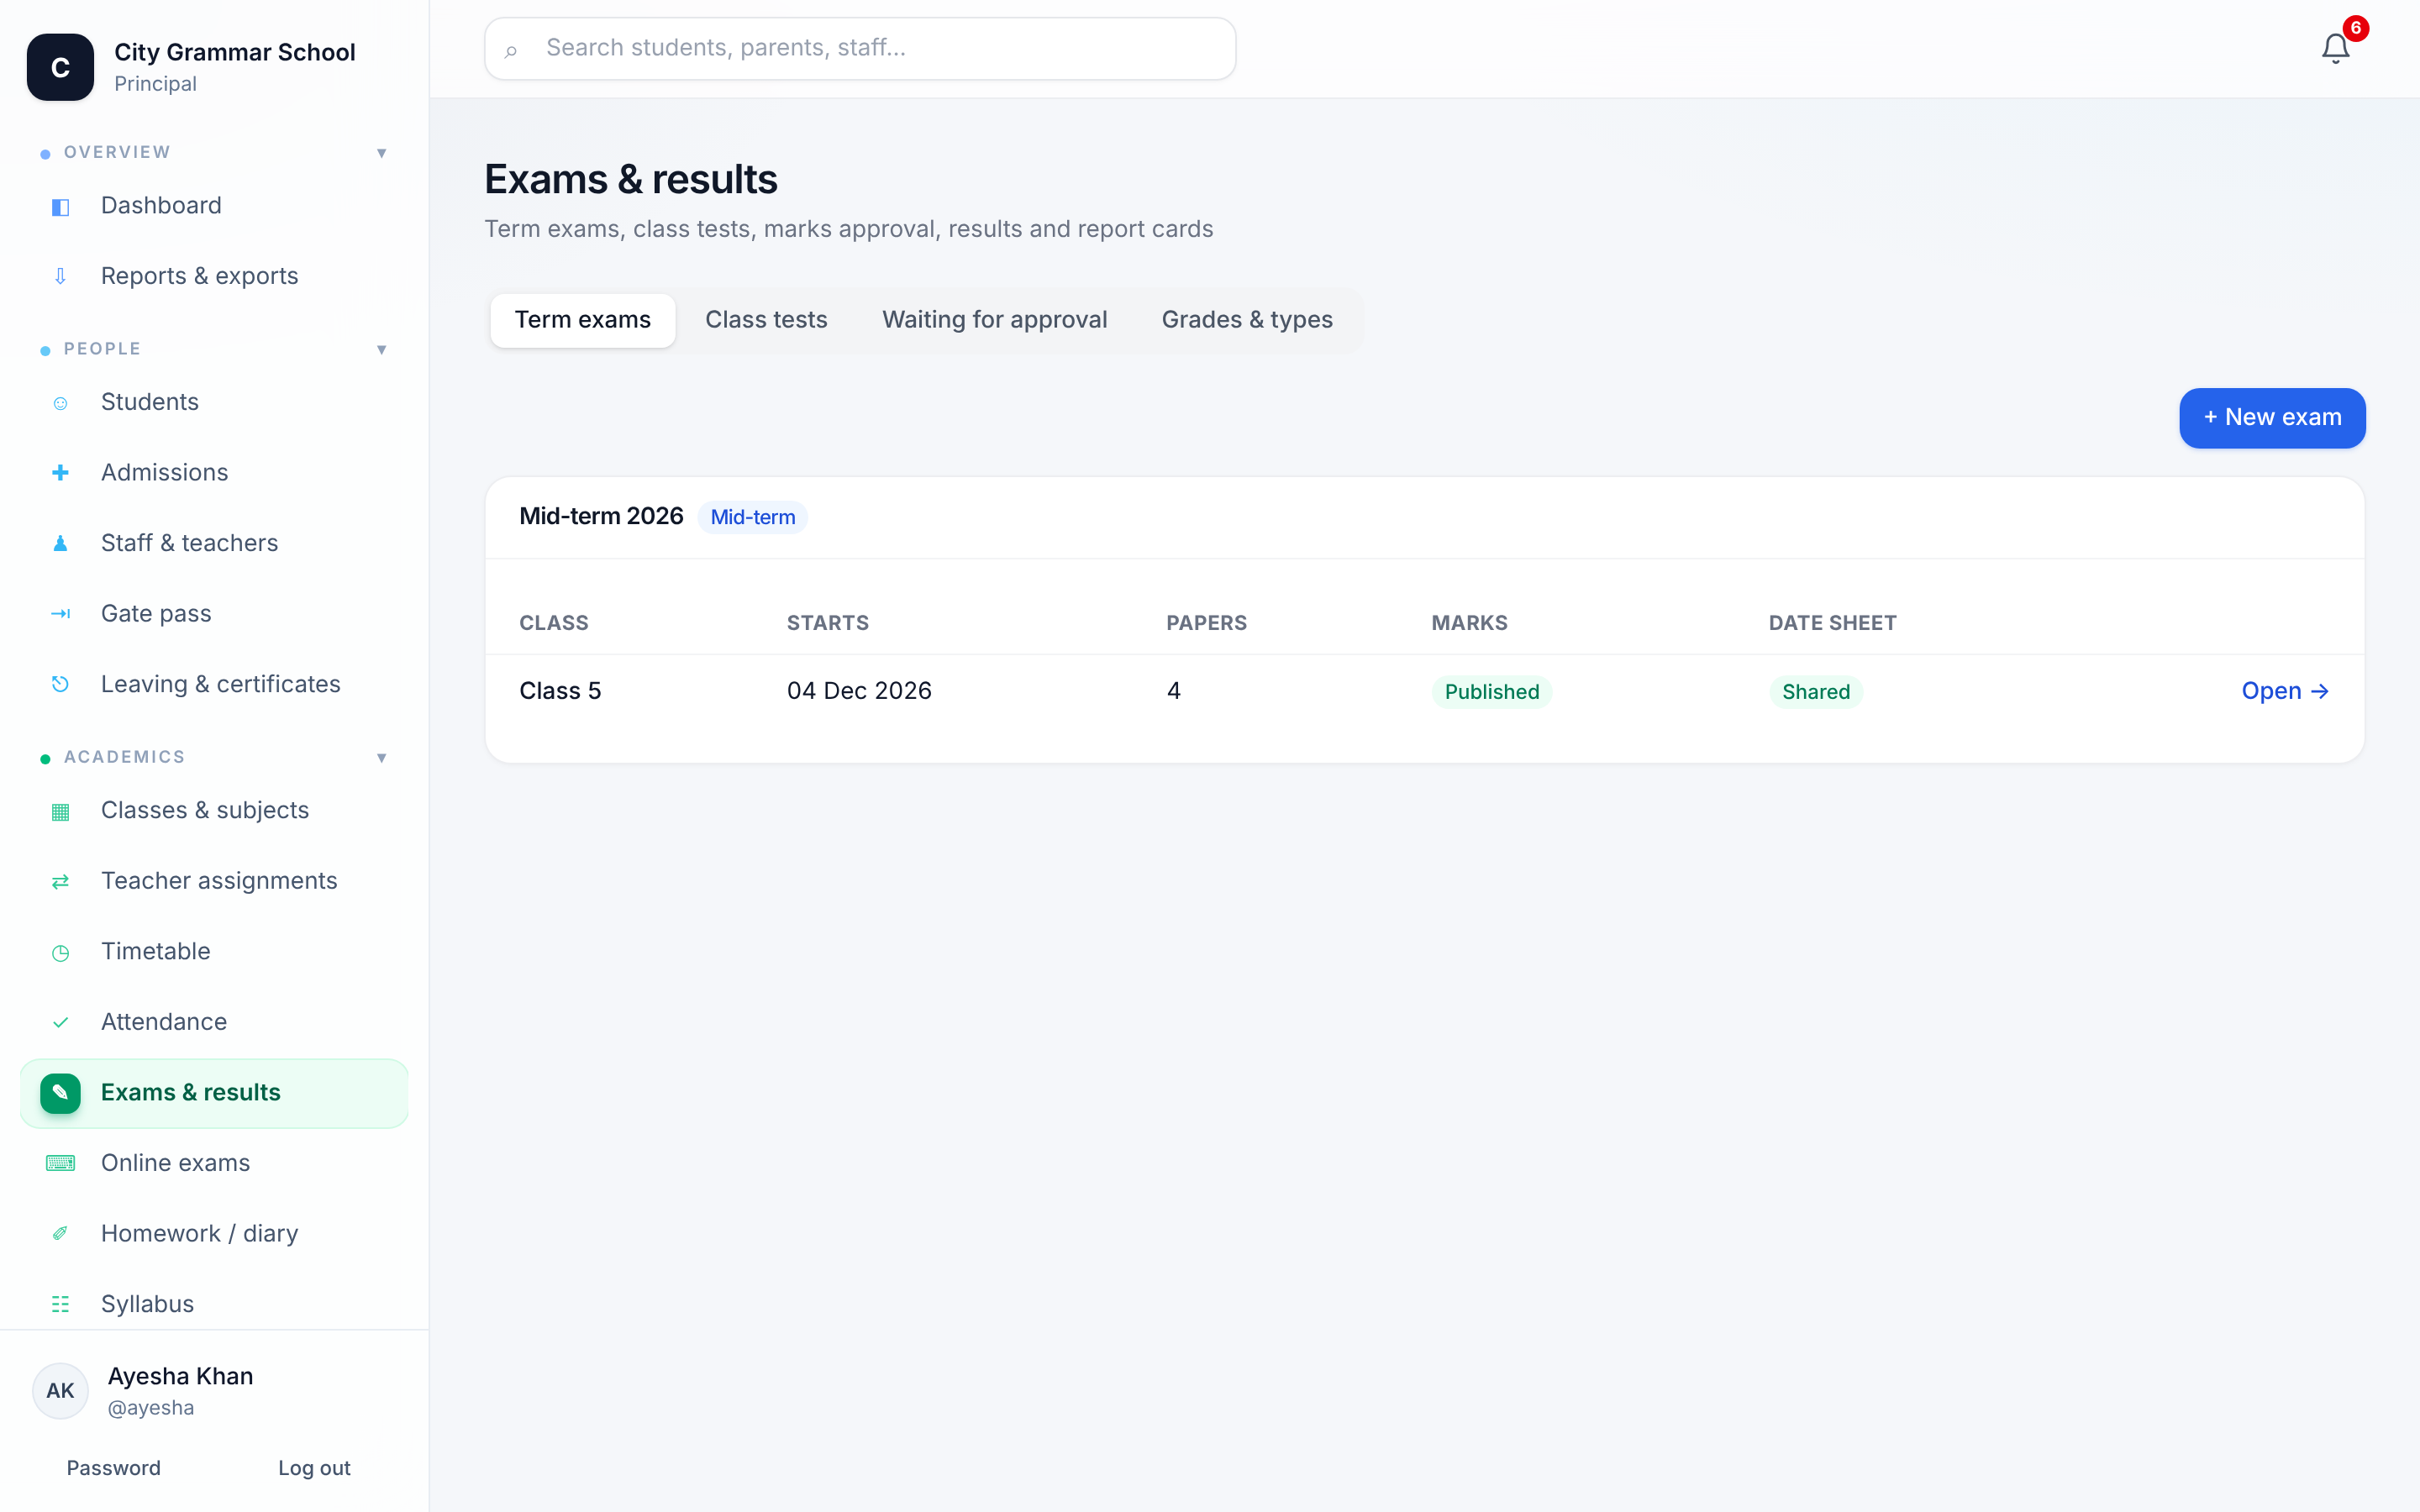 C
City Grammar School
Principal
OVERVIEW
Dashboard
Reports & exports
PEOPLE
Students
Admissions
Staff & teachers
Gate pass
Leaving & certificates
ACADEMICS
Classes & subjects
Teacher assignments
Timetable
Attendance
Exams & results
Online exams
Homework / diary
Syllabus
AK
Ayesha Khan
@ayesha
Password Log out
Search students, parents, staff...
6
Exams & results
Term exams, class tests, marks approval, results and report cards
Term exams Class tests Waiting for approval Grades & types
+ New exam
Mid-term 2026 Mid-term
CLASS STARTS PAPERS MARKS DATE SHEET
Class 5 04 Dec 2026 4 Published Shared Open →